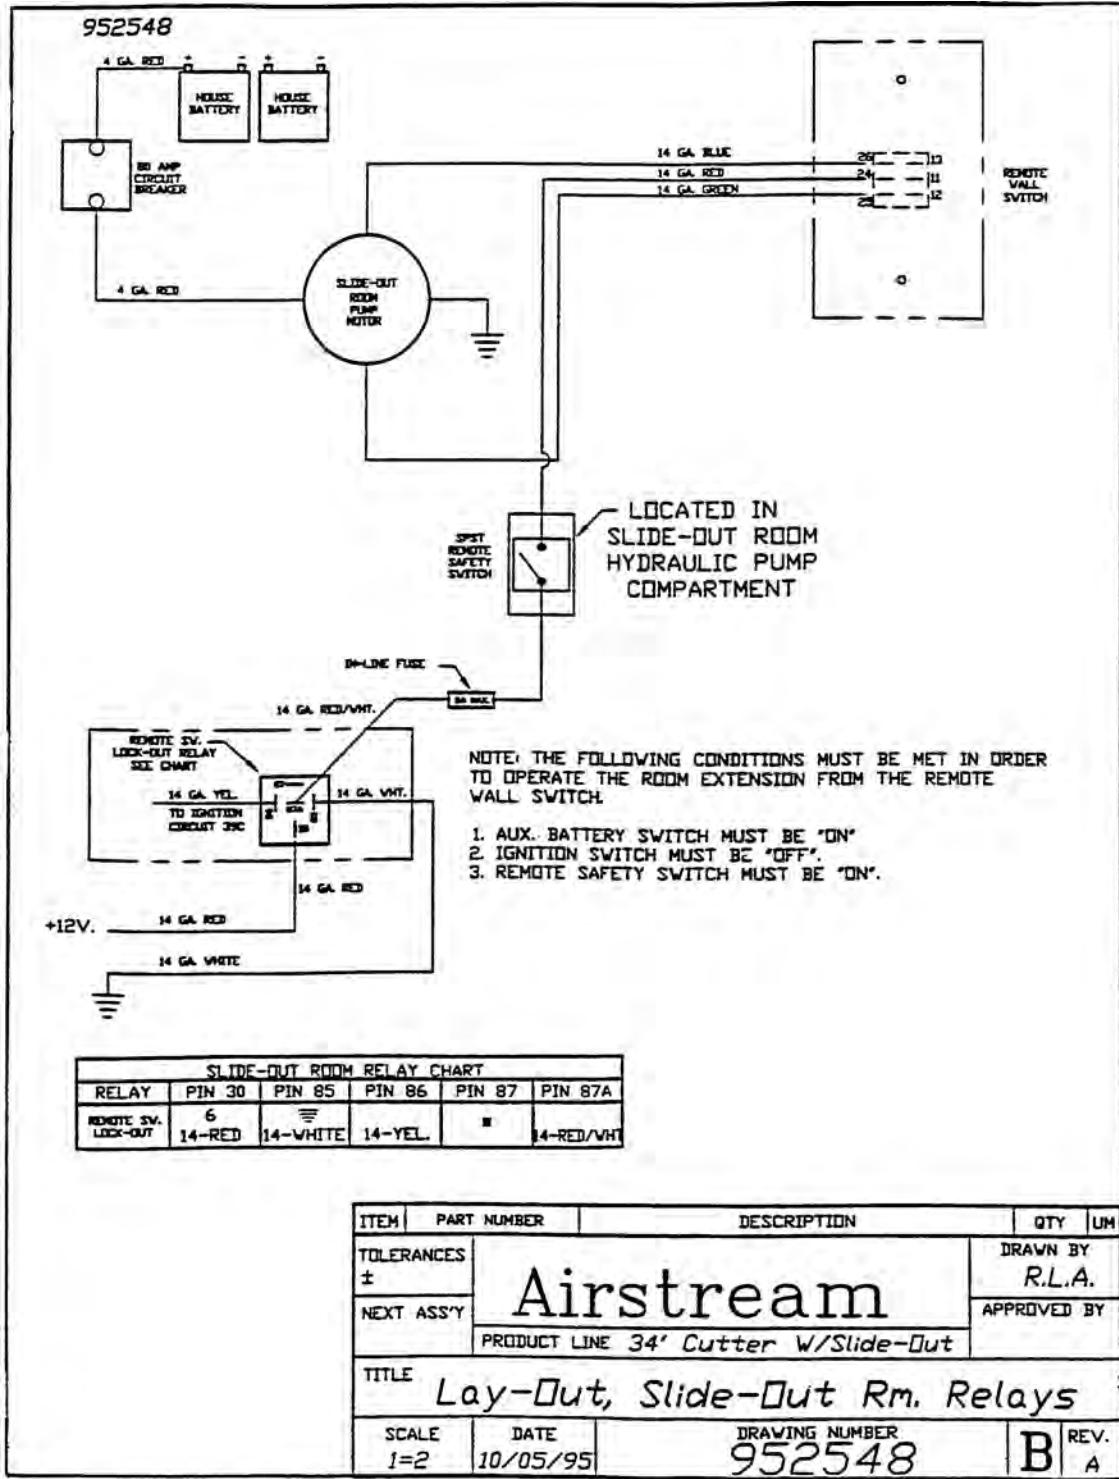 952548
4 GA. RED
+ - + -
HOUSE
BATTERY
HOUSE
BATTERY
80 AMP
CIRCUIT
BREAKER
4 GA. RED
SLIDE-OUT
ROOM
PUMP
MOTOR
14 GA. BLUE
14 GA. RED
14 GA. GREEN
26 13
24 11
25 12
REMOTE
WALL
SWITCH
SPST
REMOTE
SAFETY
SWITCH
LOCATED IN
SLIDE-OUT ROOM
HYDRAULIC PUMP
COMPARTMENT
IN-LINE FUSE
14 GA. RED/WHT.
REMOTE SW.
LOCK-OUT RELAY
SEE CHART
14 GA. YEL.
TO IGNITION
CIRCUIT 39C
14 GA. WHT.
14 GA. RED
+12V.
14 GA. RED
14 GA. WHITE
NOTE: THE FOLLOWING CONDITIONS MUST BE MET IN ORDER
TO OPERATE THE ROOM EXTENSION FROM THE REMOTE
WALL SWITCH.
1. AUX. BATTERY SWITCH MUST BE "ON"
2. IGNITION SWITCH MUST BE "OFF".
3. REMOTE SAFETY SWITCH MUST BE "ON".
SLIDE-OUT ROOM RELAY CHART
RELAY PIN 30 PIN 85 PIN 86 PIN 87 PIN 87A
REMOTE SW.
LOCK-OUT
6
14-RED 14-WHITE 14-YEL. 14-RED/WHT
ITEM PART NUMBER DESCRIPTION QTY UM
TOLERANCES
±
NEXT ASS'Y
Airstream
DRAWN BY
R.L.A.
APPROVED BY
PRODUCT LINE 34' Cutter W/Slide-Out
TITLE Lay-Out, Slide-Out Rm. Relays
SCALE
1=2
DATE
10/05/95
DRAWING NUMBER
952548
B
REV.
A